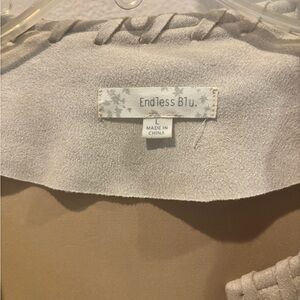 Endless Blu.
L
MADE IN
CHINA